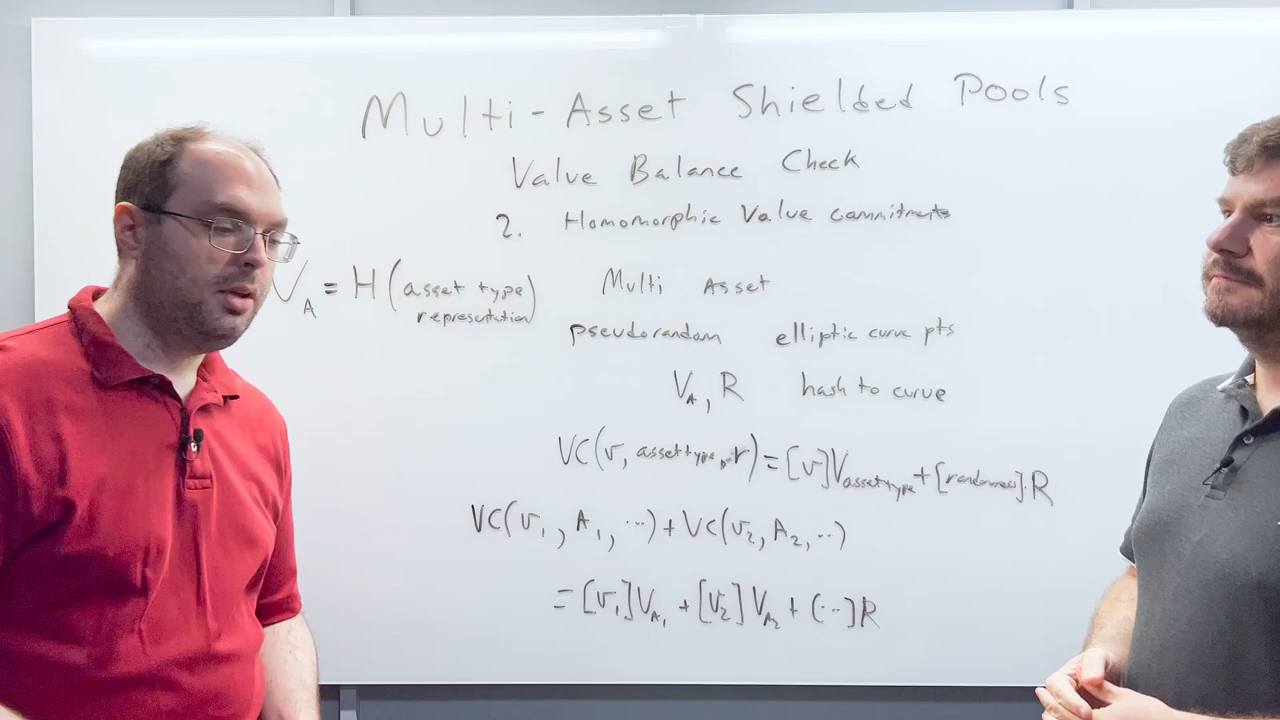 Multi-Asset Shielded Pools
Value Balance Check
2. Homomorphic Value commitments
V_A = H(asset type representation)
Multi Asset
pseudorandom elliptic curve pts
V_A, R hash to curve
VC(v, asset type, r) = [v]V_asset type + [randomness]·R
VC(v_1, A_1, ...) + VC(v_2, A_2, ...)
= [v_1]V_A_1 + [v_2]V_A_2 + (...]R